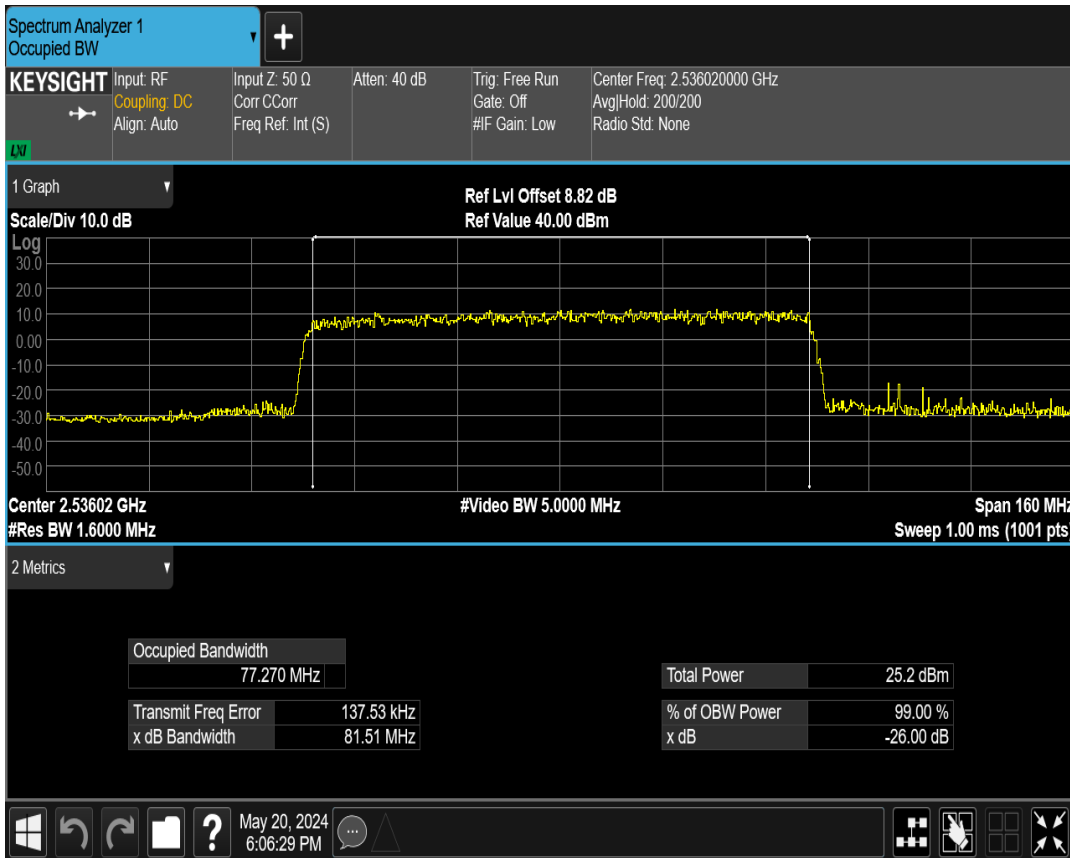 Spectrum Analyzer 1
Occupied BW
KEYSIGHT
LXI
Input: RF
Coupling: DC
Align: Auto
Input Z: 50 Ω
Corr CCorr
Freq Ref: Int (S)
Atten: 40 dB
Trig: Free Run
Gate: Off
#IF Gain: Low
Center Freq: 2.536020000 GHz
Avg|Hold: 200/200
Radio Std: None
1 Graph
Scale/Div 10.0 dB
Ref Lvl Offset 8.82 dB
Ref Value 40.00 dBm
Log
30.0
20.0
10.0
0.00
-10.0
-20.0
-30.0
-40.0
-50.0
Center 2.53602 GHz
#Video BW 5.0000 MHz
Span 160 MHz
#Res BW 1.6000 MHz
Sweep 1.00 ms (1001 pts)
2 Metrics
Occupied Bandwidth
77.270 MHz
Transmit Freq Error 137.53 kHz
x dB Bandwidth 81.51 MHz
Total Power 25.2 dBm
% of OBW Power 99.00 %
x dB -26.00 dB
?
May 20, 2024
6:06:29 PM